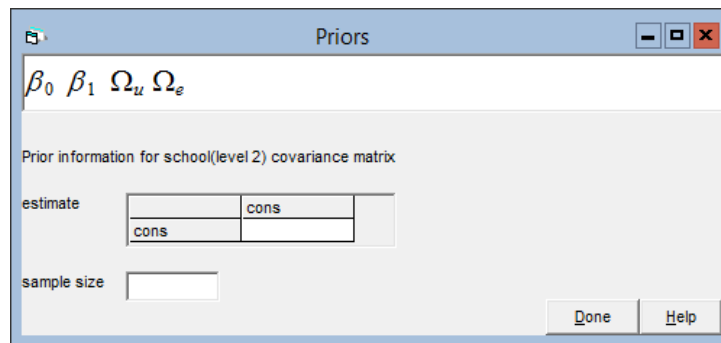 Priors
β₀ β₁ Ωᵤ Ωₑ
Prior information for school(level 2) covariance matrix
estimate
cons
cons
sample size
Done Help